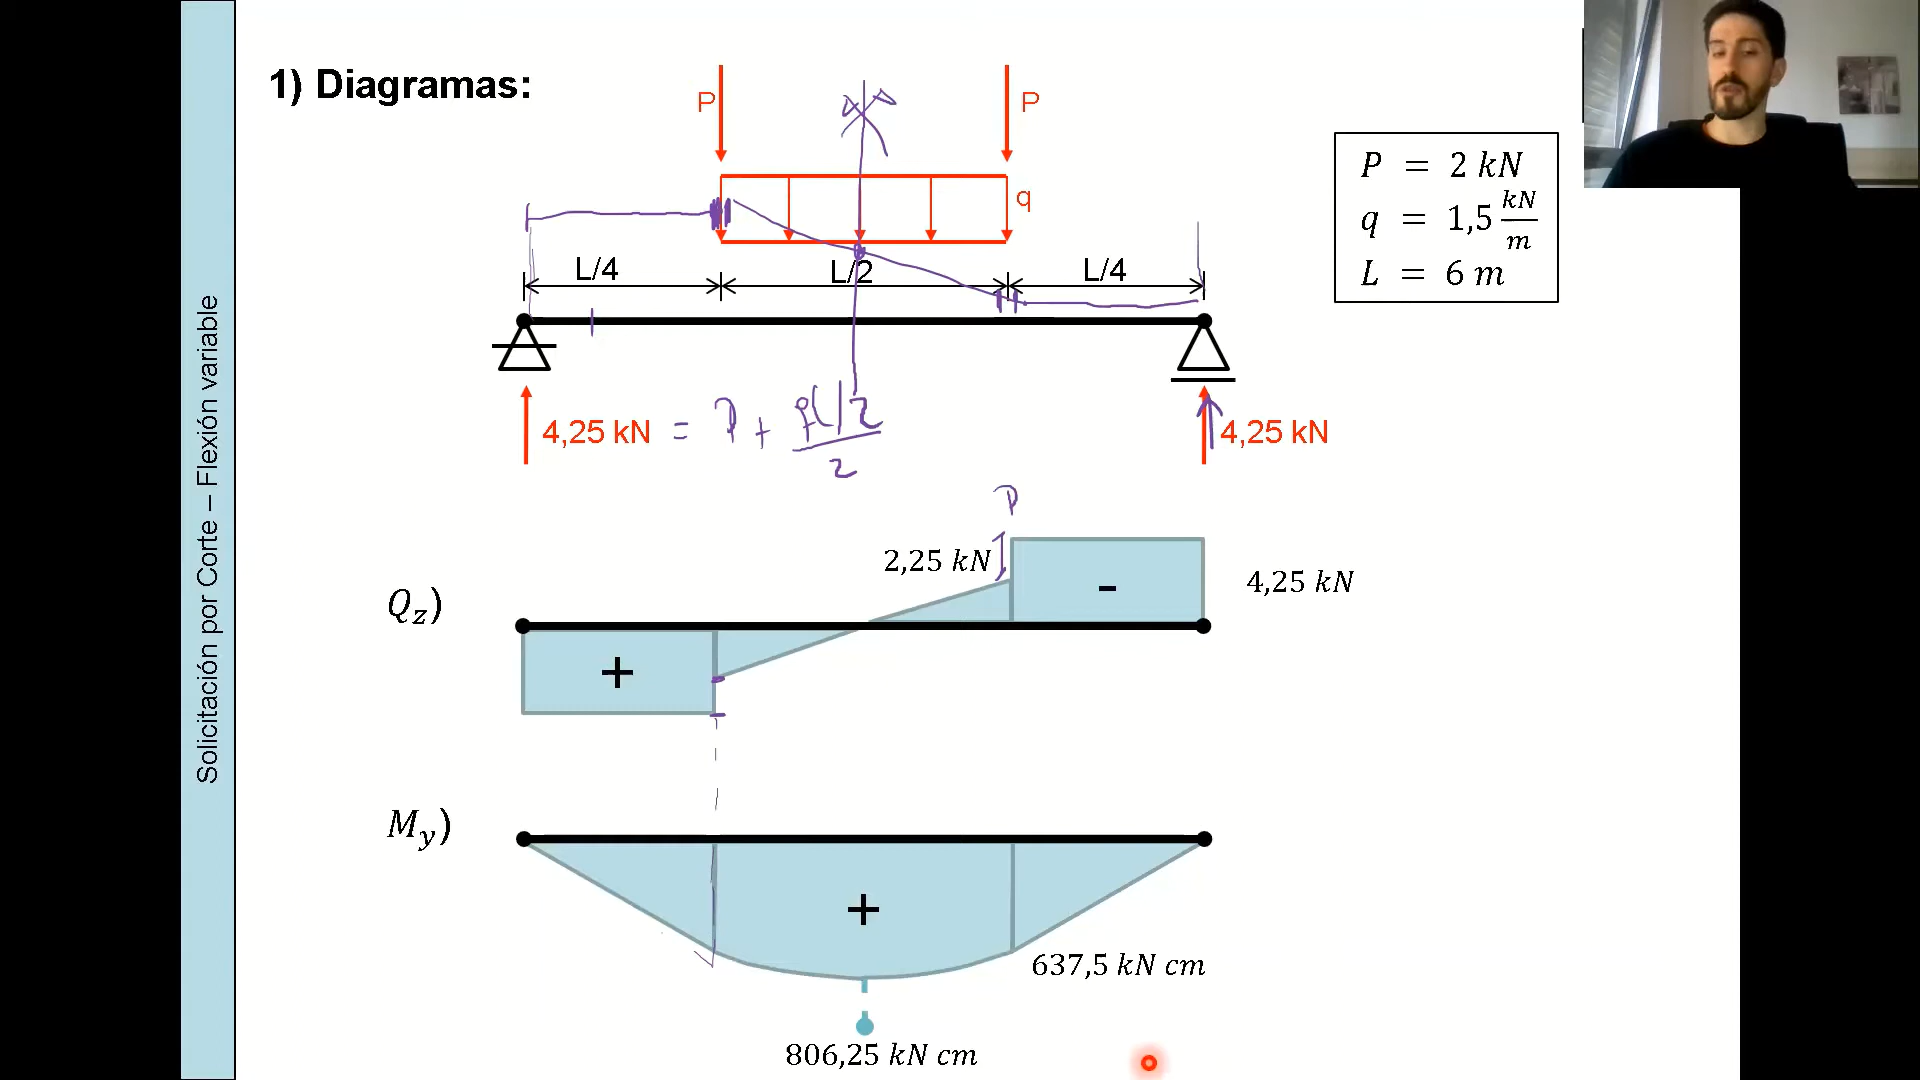 Solicitación por Corte – Flexión variable
1) Diagramas:
P
P
q
P = 2 kN
q = 1,5 kN/m
L = 6 m
L/4
L/2
L/4
4,25 kN = P + q(l/2)/2
4,25 kN
P
2,25 kN
4,25 kN
Q_z)
+
-
M_y)
+
637,5 kN cm
806,25 kN cm